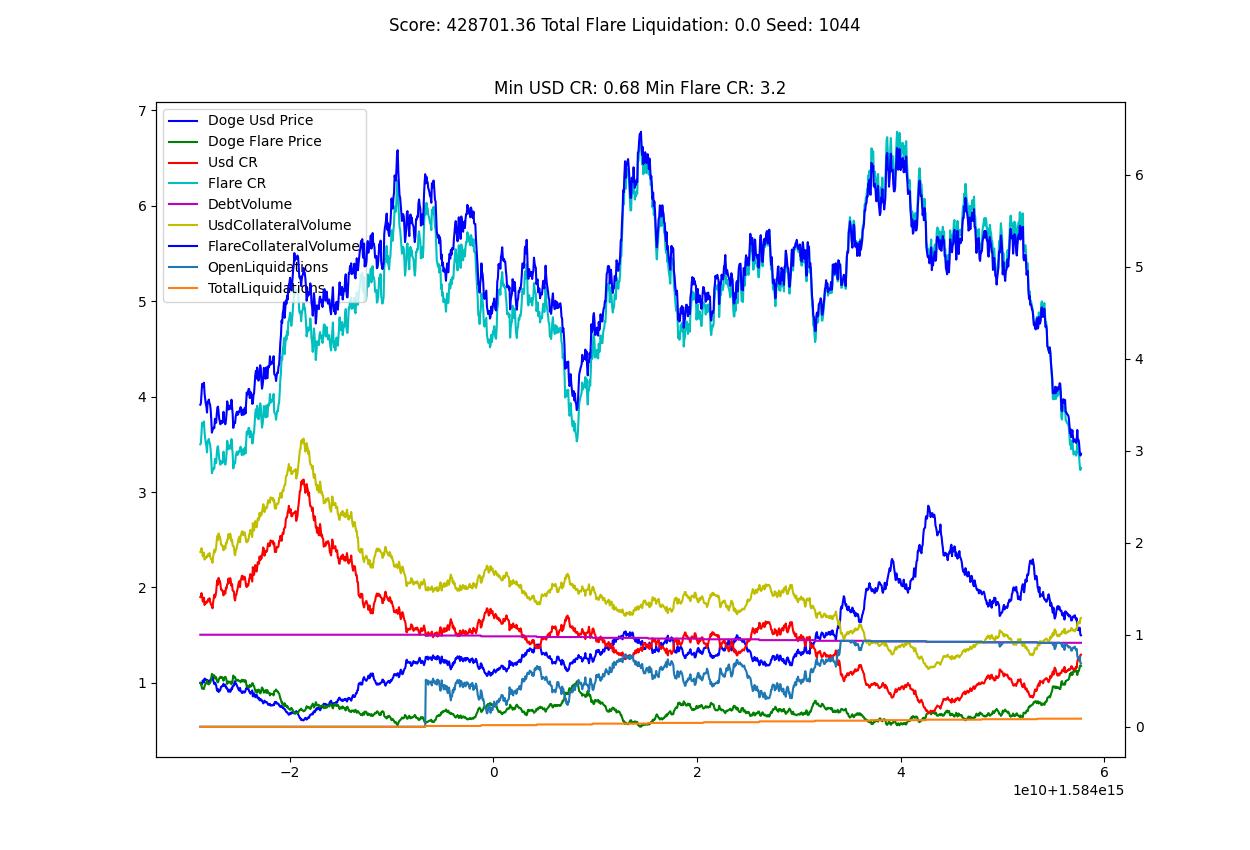 Score: 428701.36 Total Flare Liquidation: 0.0 Seed: 1044
Min USD CR: 0.68 Min Flare CR: 3.2
7
6
5
4
3
2
1
Doge Usd Price
Doge Flare Price
Usd CR
Flare CR
DebtVolume
UsdCollateralVolume
FlareCollateralVolume
OpenLiquidations
TotalLiquidations
6
5
4
3
2
1
0
−2 0 2 4 6
1e10+1.584e15